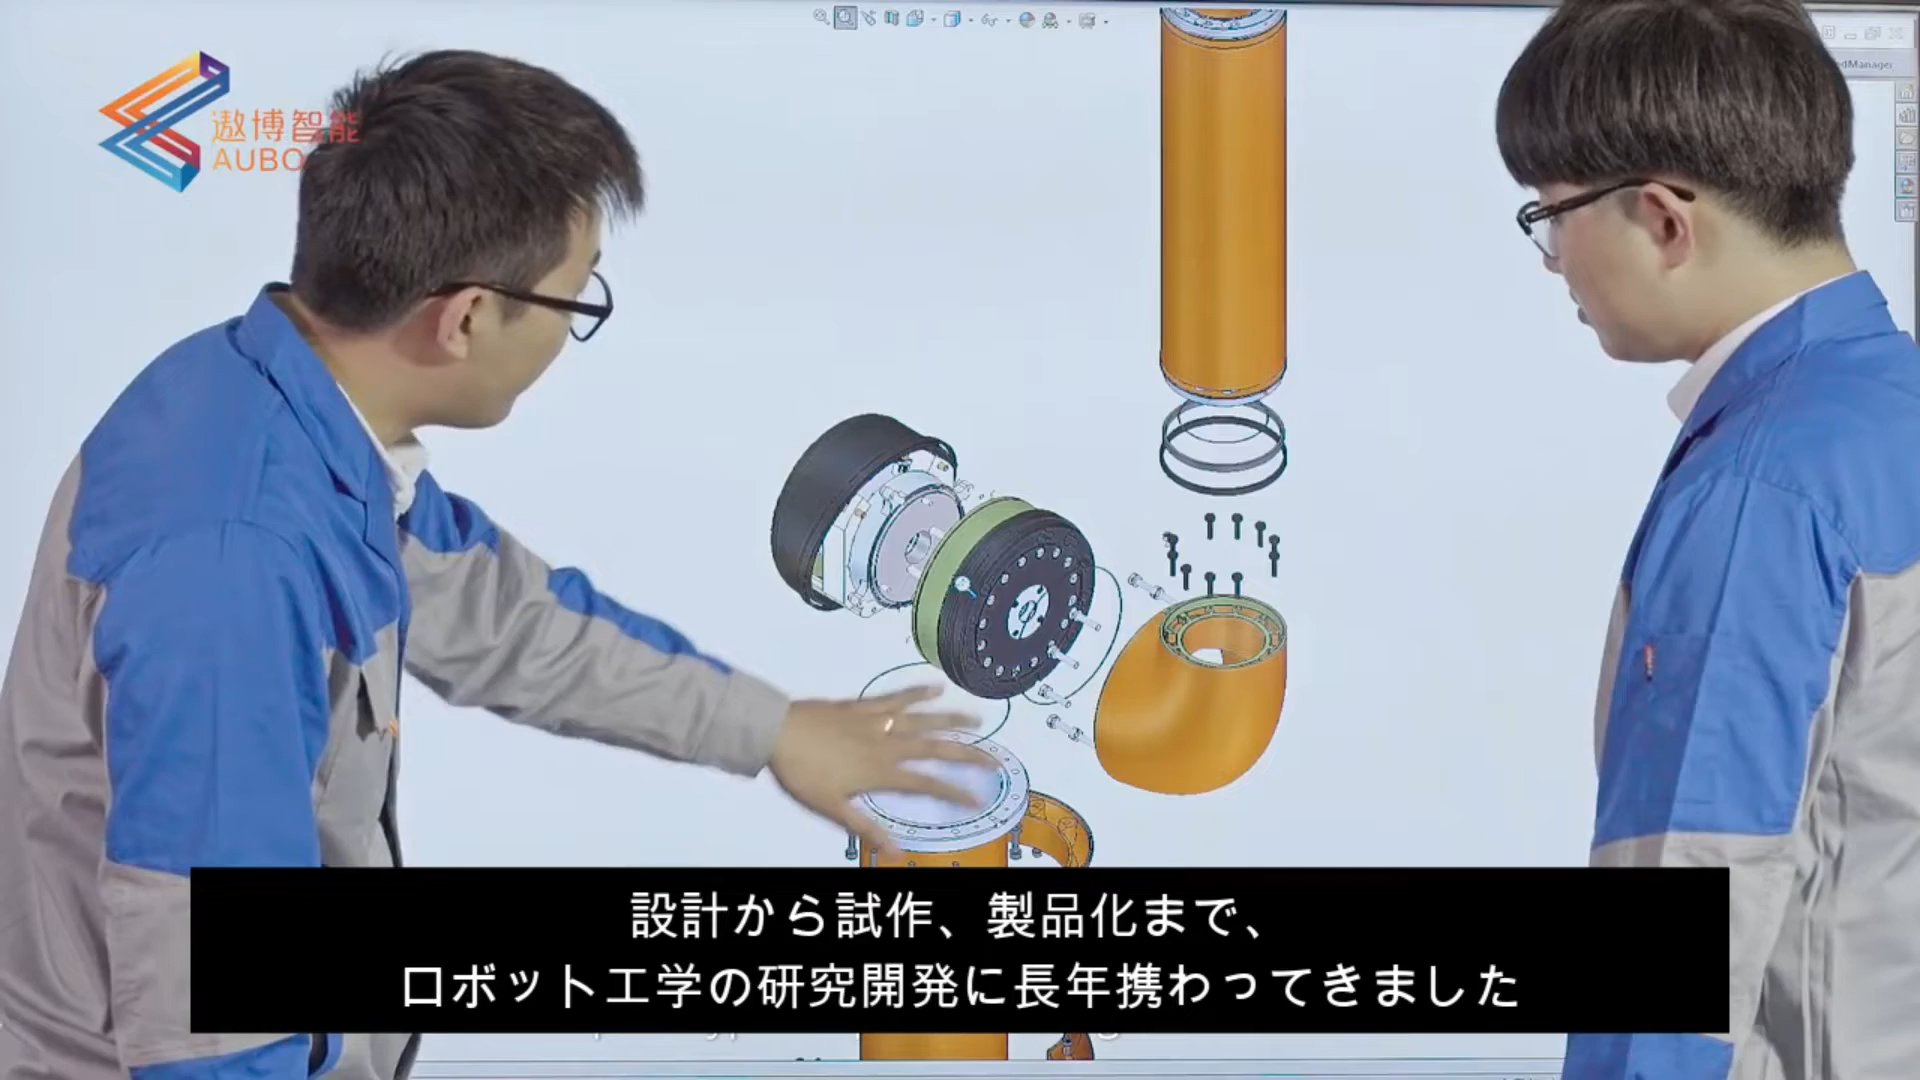 遨博智能
AUBO
dManager
設計から試作、製品化まで、
ロボット工学の研究開発に長年携わってきました